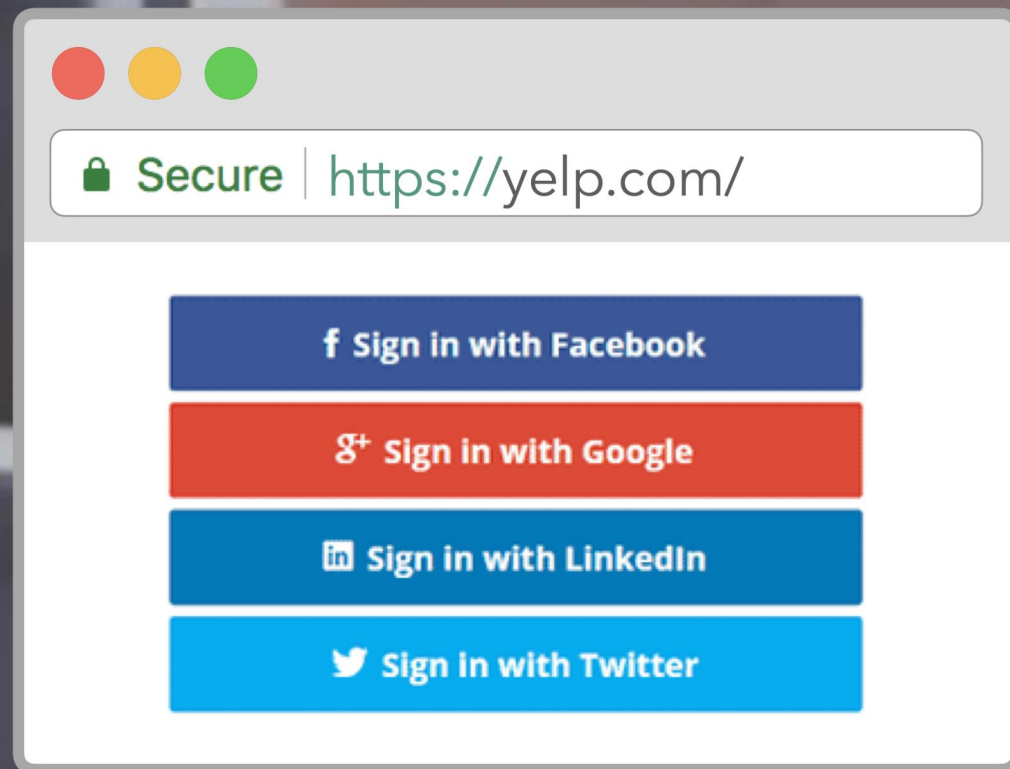 Secure https://yelp.com/
f Sign in with Facebook
g+ Sign in with Google
in Sign in with LinkedIn
Sign in with Twitter